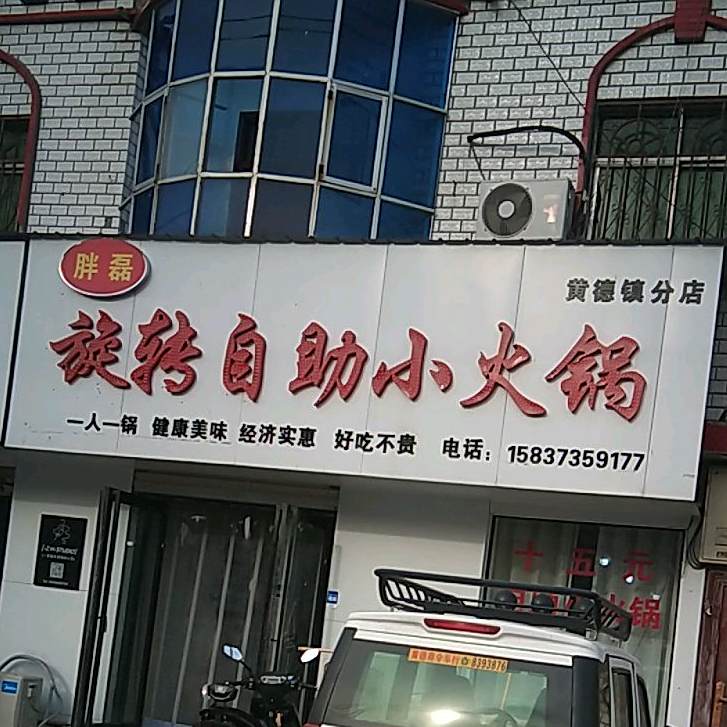 胖磊
黄德镇分店
旋转自助小火锅
一人一锅 健康美味 经济实惠 好吃不贵 电话：15837359177
十五元
火锅
8393876